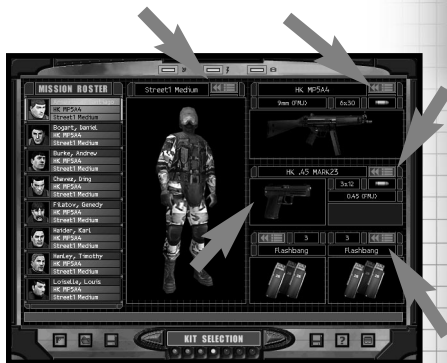 MISSION ROSTER
HK MP5A4
Street1 Medium
Bogart, Daniel
HK MP5A4
Street1 Medium
Burke, Andrew
HK MP5A4
Street1 Medium
Chavez, Ding
HK MP5A4
Street1 Medium
Filatov, Genedy
HK MP5A4
Street1 Medium
Haider, Karl
HK MP5A4
Street1 Medium
Hanley, Timothy
HK MP5A4
Street1 Medium
Loiselle, Louis
HK MP5A4
Street1 Medium
Street1 Medium
HK MP5A4
9mm (FMJ)
6x30
HK .45 MARK23
3x12
0.45 (FMJ)
3
3
Flashbang
Flashbang
KIT SELECTION
?